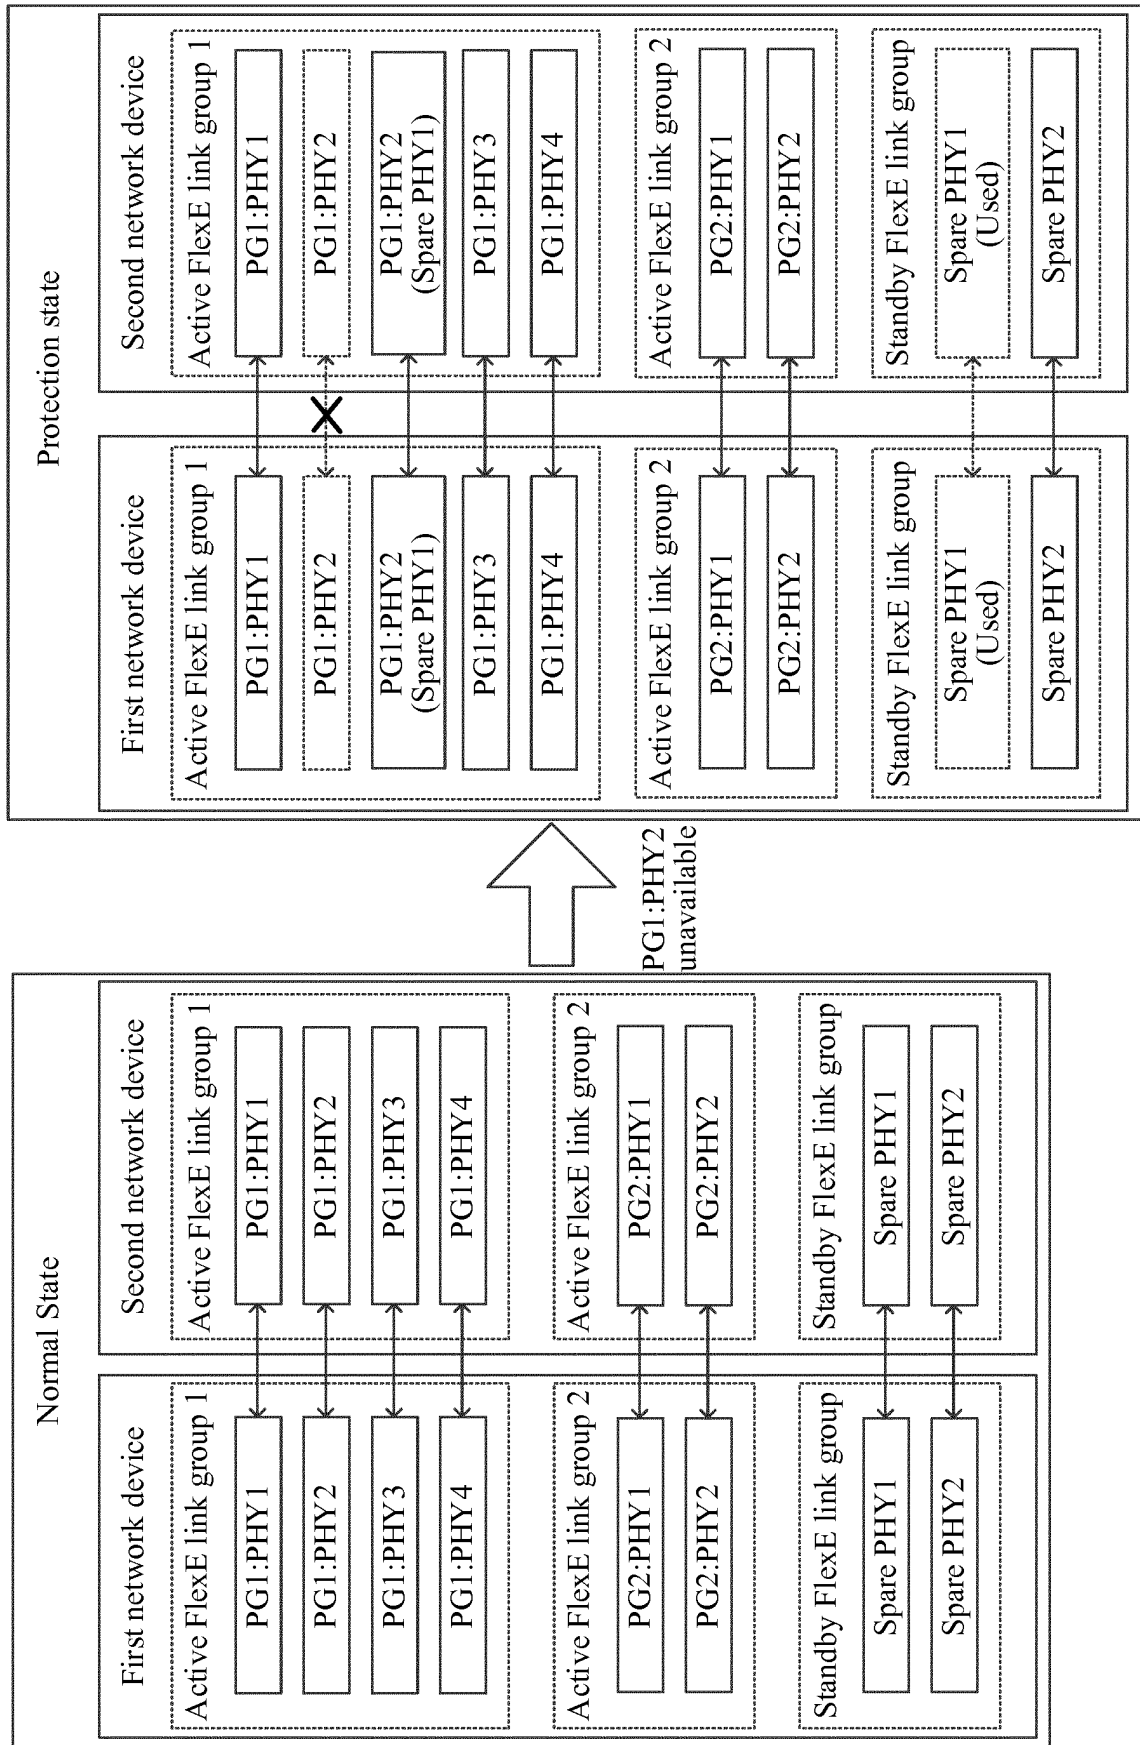 Normal State
First network device
Active FlexE link group 1
PG1:PHY1
PG1:PHY2
PG1:PHY3
PG1:PHY4
Active FlexE link group 2
PG2:PHY1
PG2:PHY2
Standby FlexE link group
Spare PHY1
Spare PHY2
Second network device
Active FlexE link group 1
PG1:PHY1
PG1:PHY2
PG1:PHY3
PG1:PHY4
Active FlexE link group 2
PG2:PHY1
PG2:PHY2
Standby FlexE link group
Spare PHY1
Spare PHY2
PG1:PHY2
unavailable
Protection state
First network device
Active FlexE link group 1
PG1:PHY1
PG1:PHY2
PG1:PHY2
(Spare PHY1)
PG1:PHY3
PG1:PHY4
Active FlexE link group 2
PG2:PHY1
PG2:PHY2
Standby FlexE link group
Spare PHY1
(Used)
Spare PHY2
Second network device
Active FlexE link group 1
PG1:PHY1
PG1:PHY2
PG1:PHY2
(Spare PHY1)
PG1:PHY3
PG1:PHY4
Active FlexE link group 2
PG2:PHY1
PG2:PHY2
Standby FlexE link group
Spare PHY1
(Used)
Spare PHY2